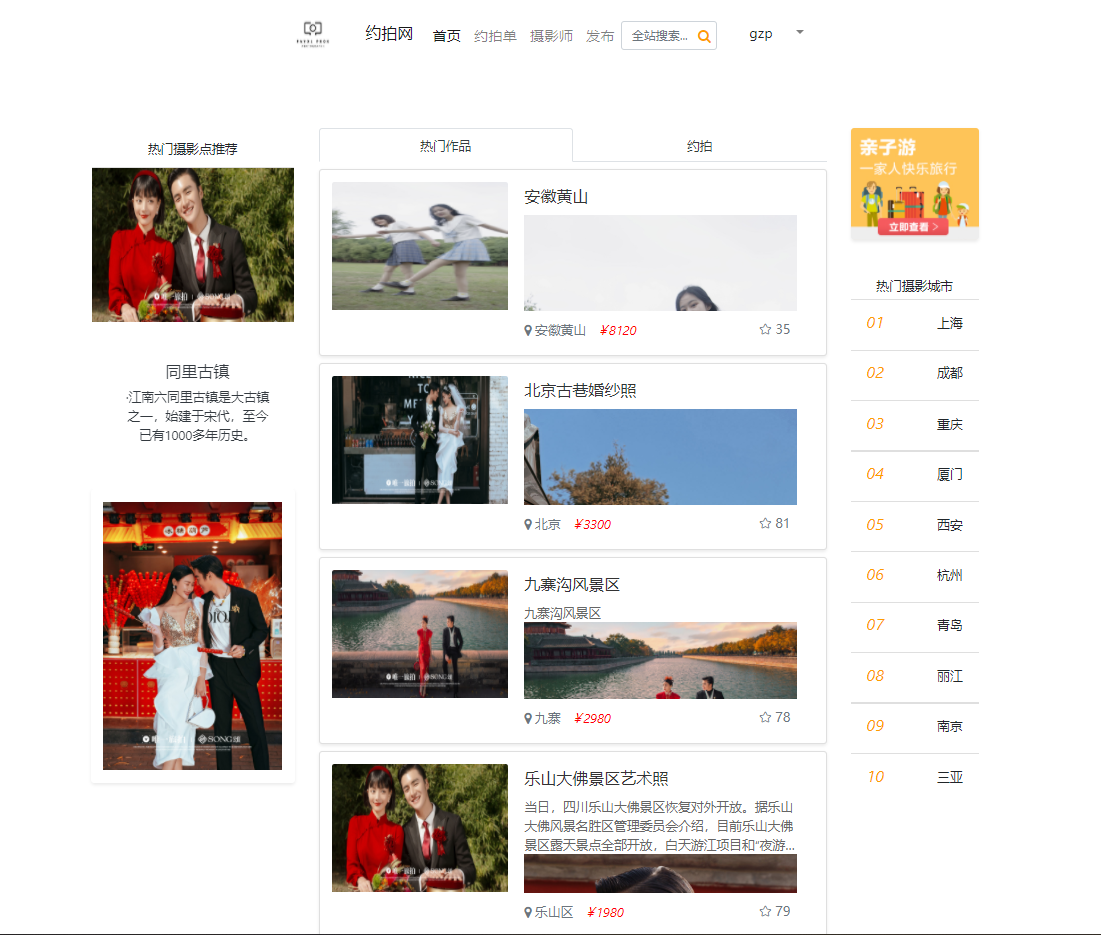 约拍网
首页 约拍单 摄影师 发布 全站搜索... gzp
热门摄影点推荐
同里古镇
·江南六同里古镇是大古镇
之一，始建于宋代，至今
已有1000多年历史。
热门作品 约拍
安徽黄山
安徽黄山 ¥8120 35
北京古巷婚纱照
北京 ¥3300 81
九寨沟风景区
九寨沟风景区
九寨 ¥2980 78
乐山大佛景区艺术照
当日，四川乐山大佛景区恢复对外开放。据乐山
大佛风景名胜区管理委员会介绍，目前乐山大佛
景区露天景点全部开放，白天游江项目和“夜游...
乐山区 ¥1980 79
亲子游
一家人快乐旅行
立即查看 >
热门摄影城市
01 上海
02 成都
03 重庆
04 厦门
05 西安
06 杭州
07 青岛
08 丽江
09 南京
10 三亚